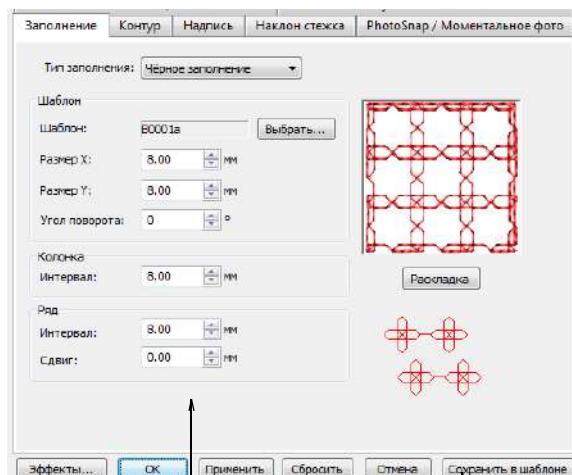 Заполнение Контур Надпись Наклон стежка PhotoSnap / Моментальное фото
Тип заполнения: Чёрное заполнение
Шаблон
Шаблон: B0001a Выбрать...
Размер X: 8.00 мм
Размер Y: 8.00 мм
Угол поворота: 0 °
Колонка
Интервал: 8.00 мм
Раскладка
Ряд
Интервал: 8.00 мм
Сдвиг: 0.00 мм
Эффекты... OK Применить Сбросить Отмена Сохранить в шаблоне